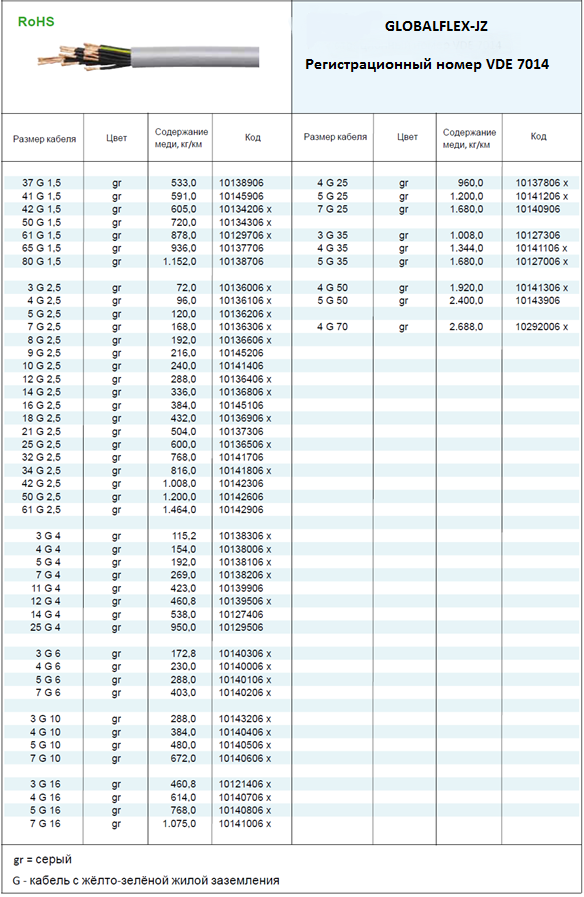 RoHS
GLOBALFLEX-JZ
Регистрационный номер VDE 7014
Размер кабеля Цвет Содержание меди, кг/км Код
37 G 1,5 gr 533,0 10138906
41 G 1,5 gr 591,0 10145906
42 G 1,5 gr 605,0 10134206 x
50 G 1,5 gr 720,0 10134306 x
61 G 1,5 gr 878,0 10129706 x
65 G 1,5 gr 936,0 10137706
80 G 1,5 gr 1.152,0 10138706
3 G 2,5 gr 72,0 10136006 x
4 G 2,5 gr 96,0 10136106 x
5 G 2,5 gr 120,0 10136206 x
7 G 2,5 gr 168,0 10136306 x
8 G 2,5 gr 192,0 10136606 x
9 G 2,5 gr 216,0 10145206
10 G 2,5 gr 240,0 10141406
12 G 2,5 gr 288,0 10136406 x
14 G 2,5 gr 336,0 10136806 x
16 G 2,5 gr 384,0 10145106
18 G 2,5 gr 432,0 10136906 x
21 G 2,5 gr 504,0 10137306
25 G 2,5 gr 600,0 10136506 x
32 G 2,5 gr 768,0 10141706
34 G 2,5 gr 816,0 10141806 x
42 G 2,5 gr 1.008,0 10142306
50 G 2,5 gr 1.200,0 10142606
61 G 2,5 gr 1.464,0 10142906
3 G 4 gr 115,2 10138306 x
4 G 4 gr 154,0 10138006 x
5 G 4 gr 192,0 10138106 x
7 G 4 gr 269,0 10138206 x
11 G 4 gr 423,0 10139906
12 G 4 gr 460,8 10139506 x
14 G 4 gr 538,0 10127406
25 G 4 gr 950,0 10129506
3 G 6 gr 172,8 10140306 x
4 G 6 gr 230,0 10140006 x
5 G 6 gr 288,0 10140106 x
7 G 6 gr 403,0 10140206 x
3 G 10 gr 288,0 10143206 x
4 G 10 gr 384,0 10140406 x
5 G 10 gr 480,0 10140506 x
7 G 10 gr 672,0 10140606 x
3 G 16 gr 460,8 10121406 x
4 G 16 gr 614,0 10140706 x
5 G 16 gr 768,0 10140806 x
7 G 16 gr 1.075,0 10141006 x
Размер кабеля Цвет Содержание меди, кг/км Код
4 G 25 gr 960,0 10137806 x
5 G 25 gr 1.200,0 10141206 x
7 G 25 gr 1.680,0 10140906
3 G 35 gr 1.008,0 10127306
4 G 35 gr 1.344,0 10141106 x
5 G 35 gr 1.680,0 10127006 x
4 G 50 gr 1.920,0 10141306 x
5 G 50 gr 2.400,0 10143906
4 G 70 gr 2.688,0 10292006 x
gr = серый
G - кабель с жёлто-зелёной жилой заземления